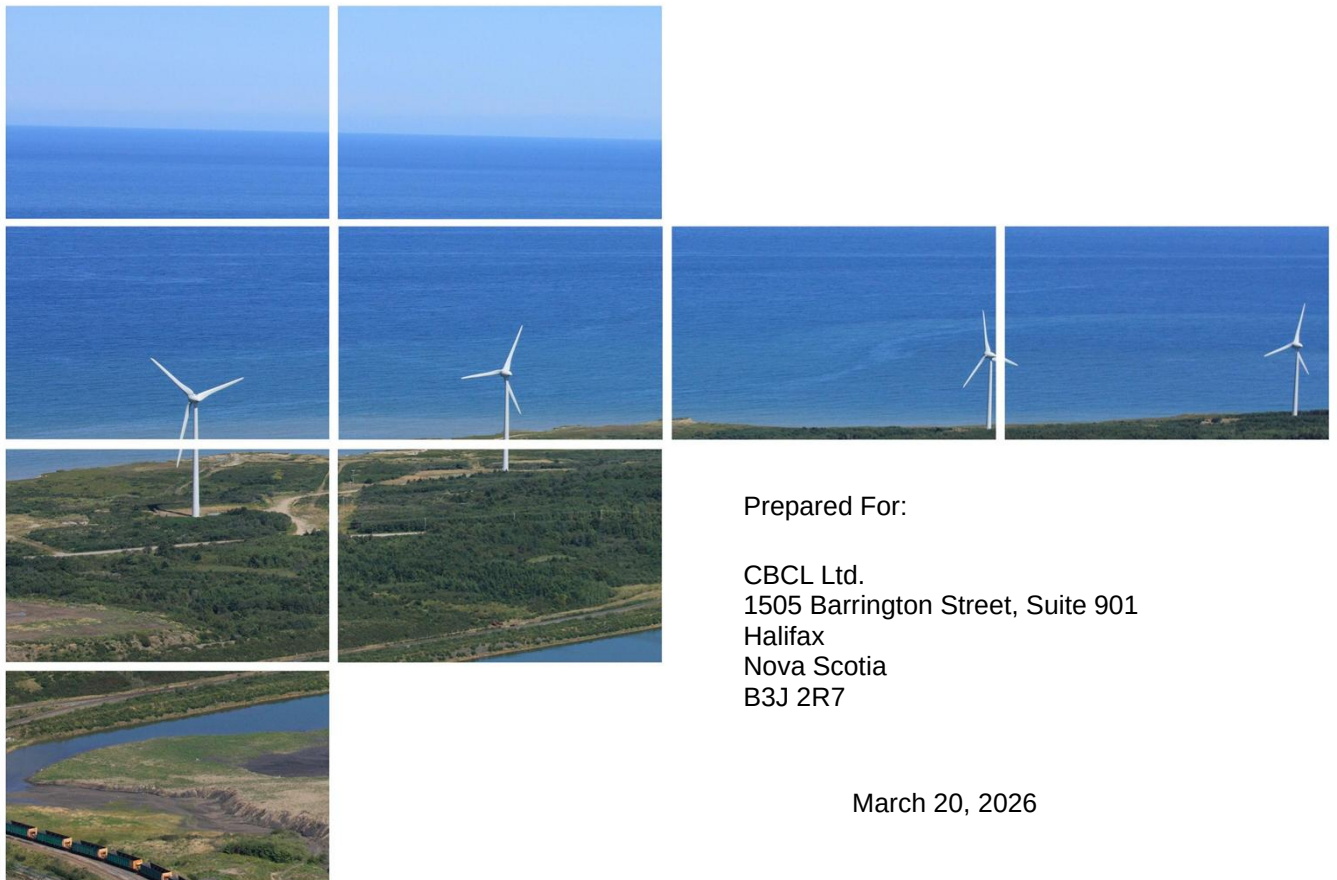 Prepared For:
CBCL Ltd.
1505 Barrington Street, Suite 901
Halifax
Nova Scotia
B3J 2R7
March 20, 2026